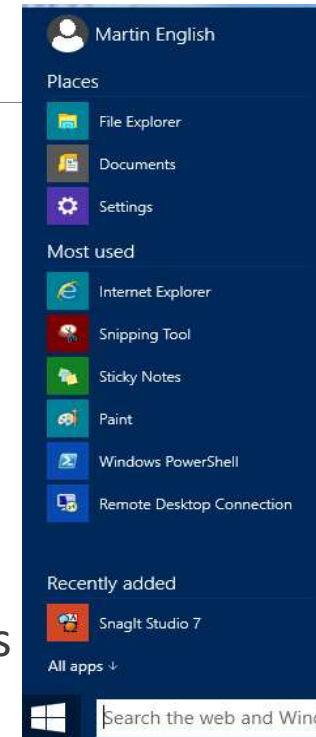 Martin English
Places
File Explorer
Documents
Settings
Most used
Internet Explorer
Snipping Tool
Sticky Notes
Paint
Windows PowerShell
Remote Desktop Connection
Recently added
SnagIt Studio 7
s
All apps ↓
Search the web and Wind